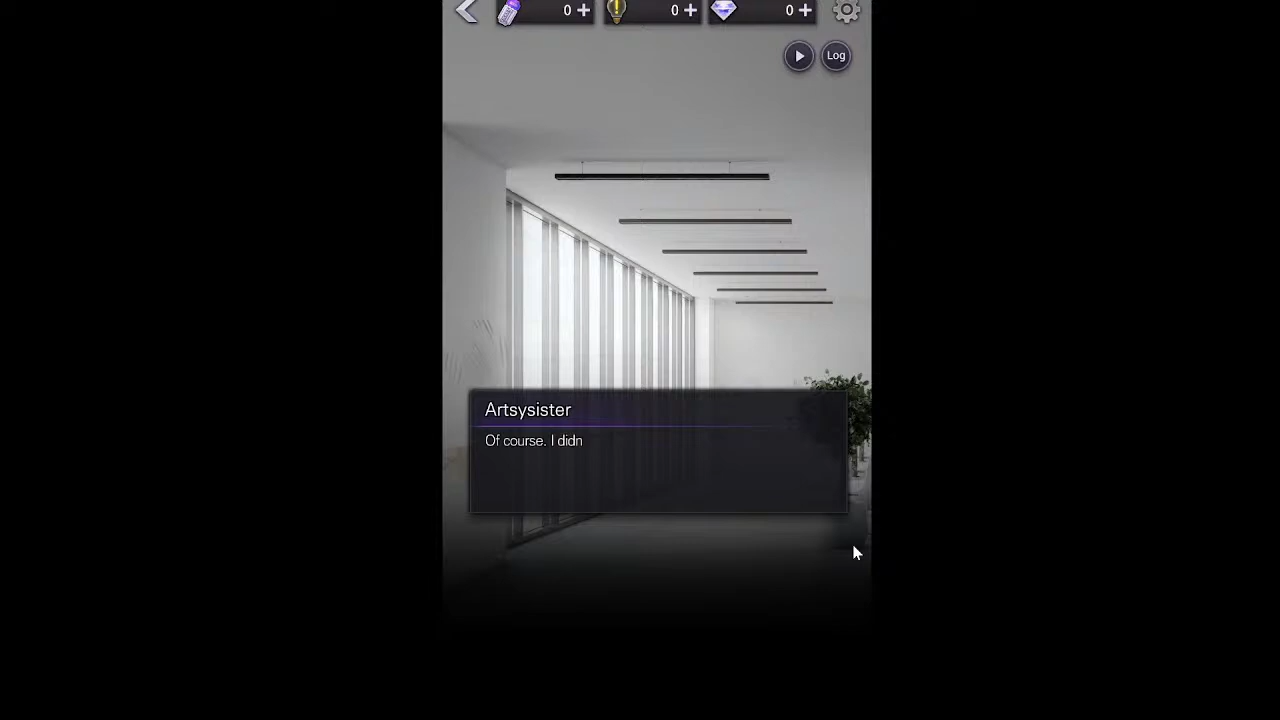 0 + 0 + 0 +
Log
Artsysister
Of course. I didn